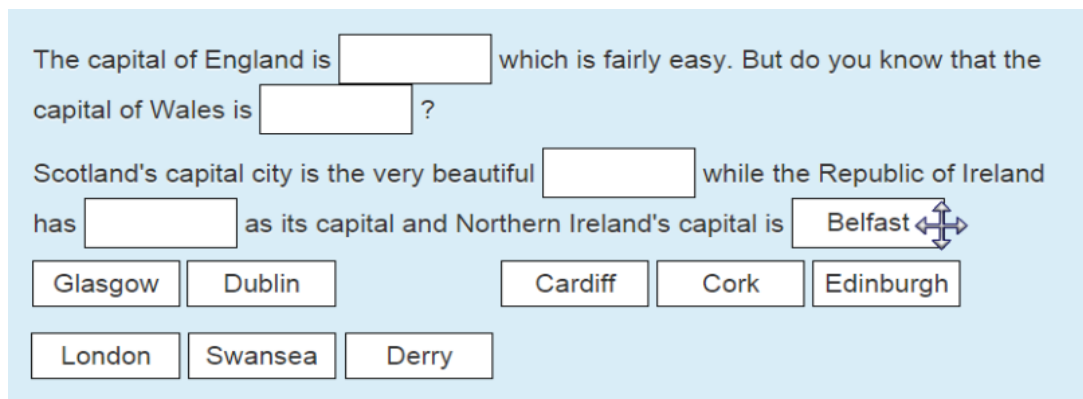 The capital of England is which is fairly easy. But do you know that the
capital of Wales is ?
Scotland's capital city is the very beautiful while the Republic of Ireland
has as its capital and Northern Ireland's capital is Belfast
Glasgow Dublin Cardiff Cork Edinburgh
London Swansea Derry